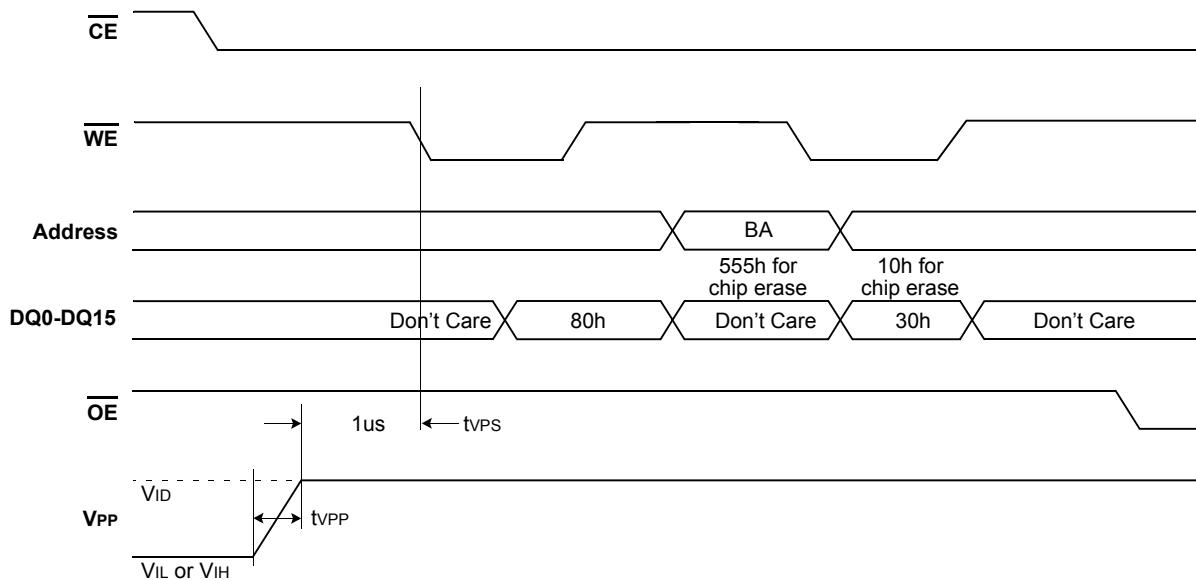 CE
WE
Address
BA
555h for
chip erase
10h for
chip erase
DQ0-DQ15
Don't Care
80h
Don't Care
30h
Don't Care
OE
1us
tVPS
VID
VPP
tVPP
VIL or VIH